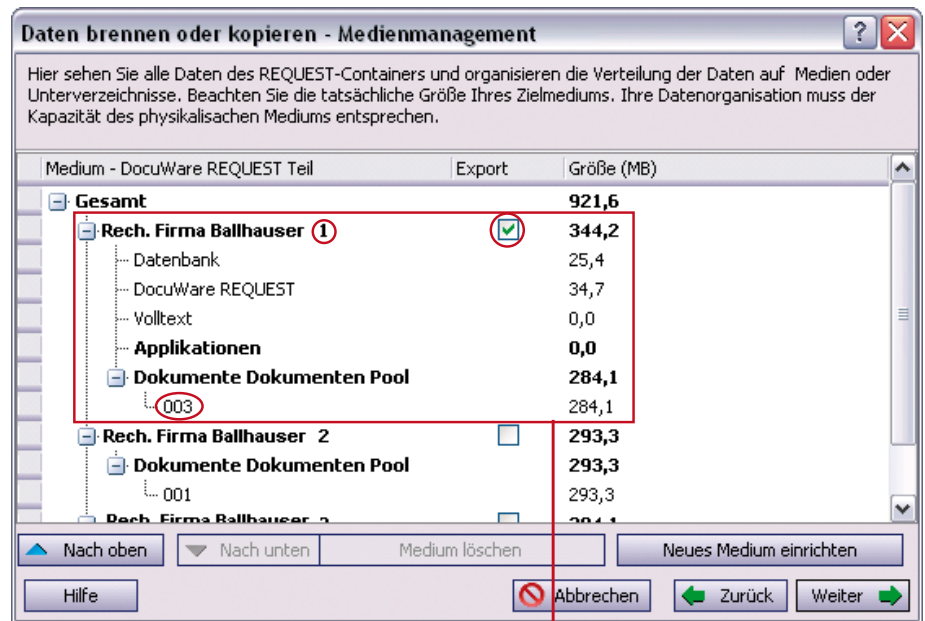 Daten brennen oder kopieren - Medienmanagement
Hier sehen Sie alle Daten des REQUEST-Containers und organisieren die Verteilung der Daten auf Medien oder
Unterverzeichnisse. Beachten Sie die tatsächliche Größe Ihres Zielmediums. Ihre Datenorganisation muss der
Kapazität des physikalisachen Mediums entsprechen.
Medium - DocuWare REQUEST Teil Export Größe (MB)
Gesamt 921,6
Rech. Firma Ballhauser 1 344,2
Datenbank 25,4
DocuWare REQUEST 34,7
Volltext 0,0
Applikationen 0,0
Dokumente Dokumenten Pool 284,1
003 284,1
Rech. Firma Ballhauser 2 293,3
Dokumente Dokumenten Pool 293,3
001 293,3
Rech. Firma Ballhauser
Nach oben Nach unten Medium löschen Neues Medium einrichten
Hilfe Abbrechen Zurück Weiter